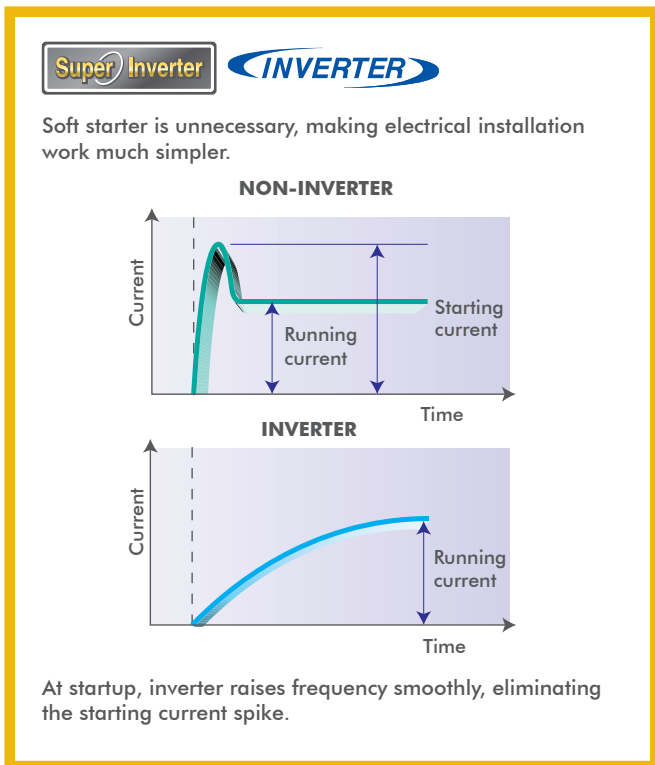 Super Inverter
INVERTER
Soft starter is unnecessary, making electrical installation
work much simpler.
NON-INVERTER
Current
Starting
current
Running
current
Time
INVERTER
Current
Running
current
Time
At startup, inverter raises frequency smoothly, eliminating
the starting current spike.